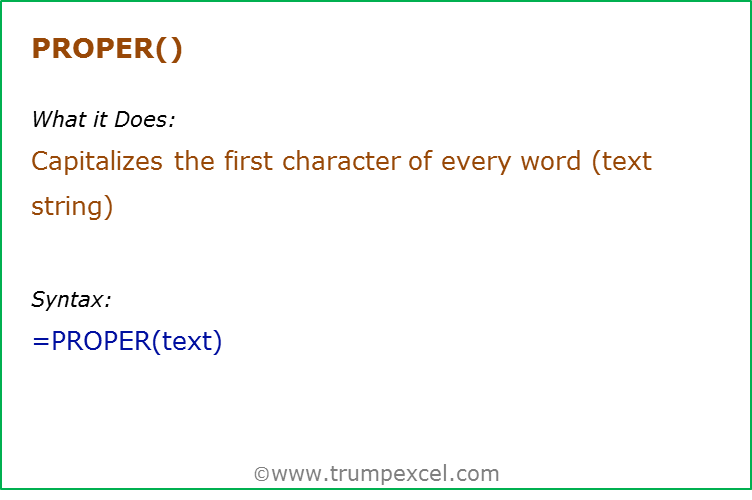 PROPER()
What it Does:
Capitalizes the first character of every word (text
string)
Syntax:
=PROPER(text)
©www.trumpexcel.com